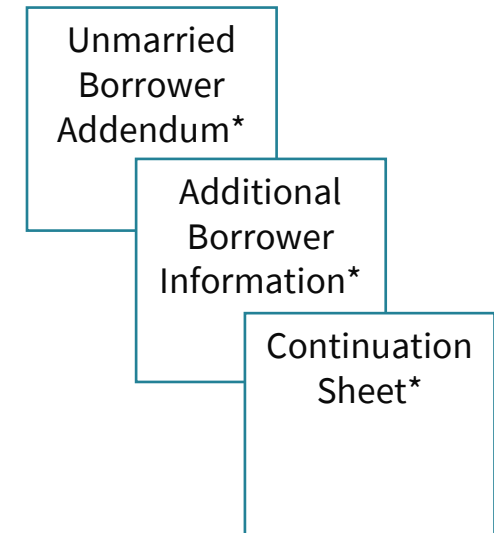 Unmarried
Borrower
Addendum*
Additional
Borrower
Information*
Continuation
Sheet*